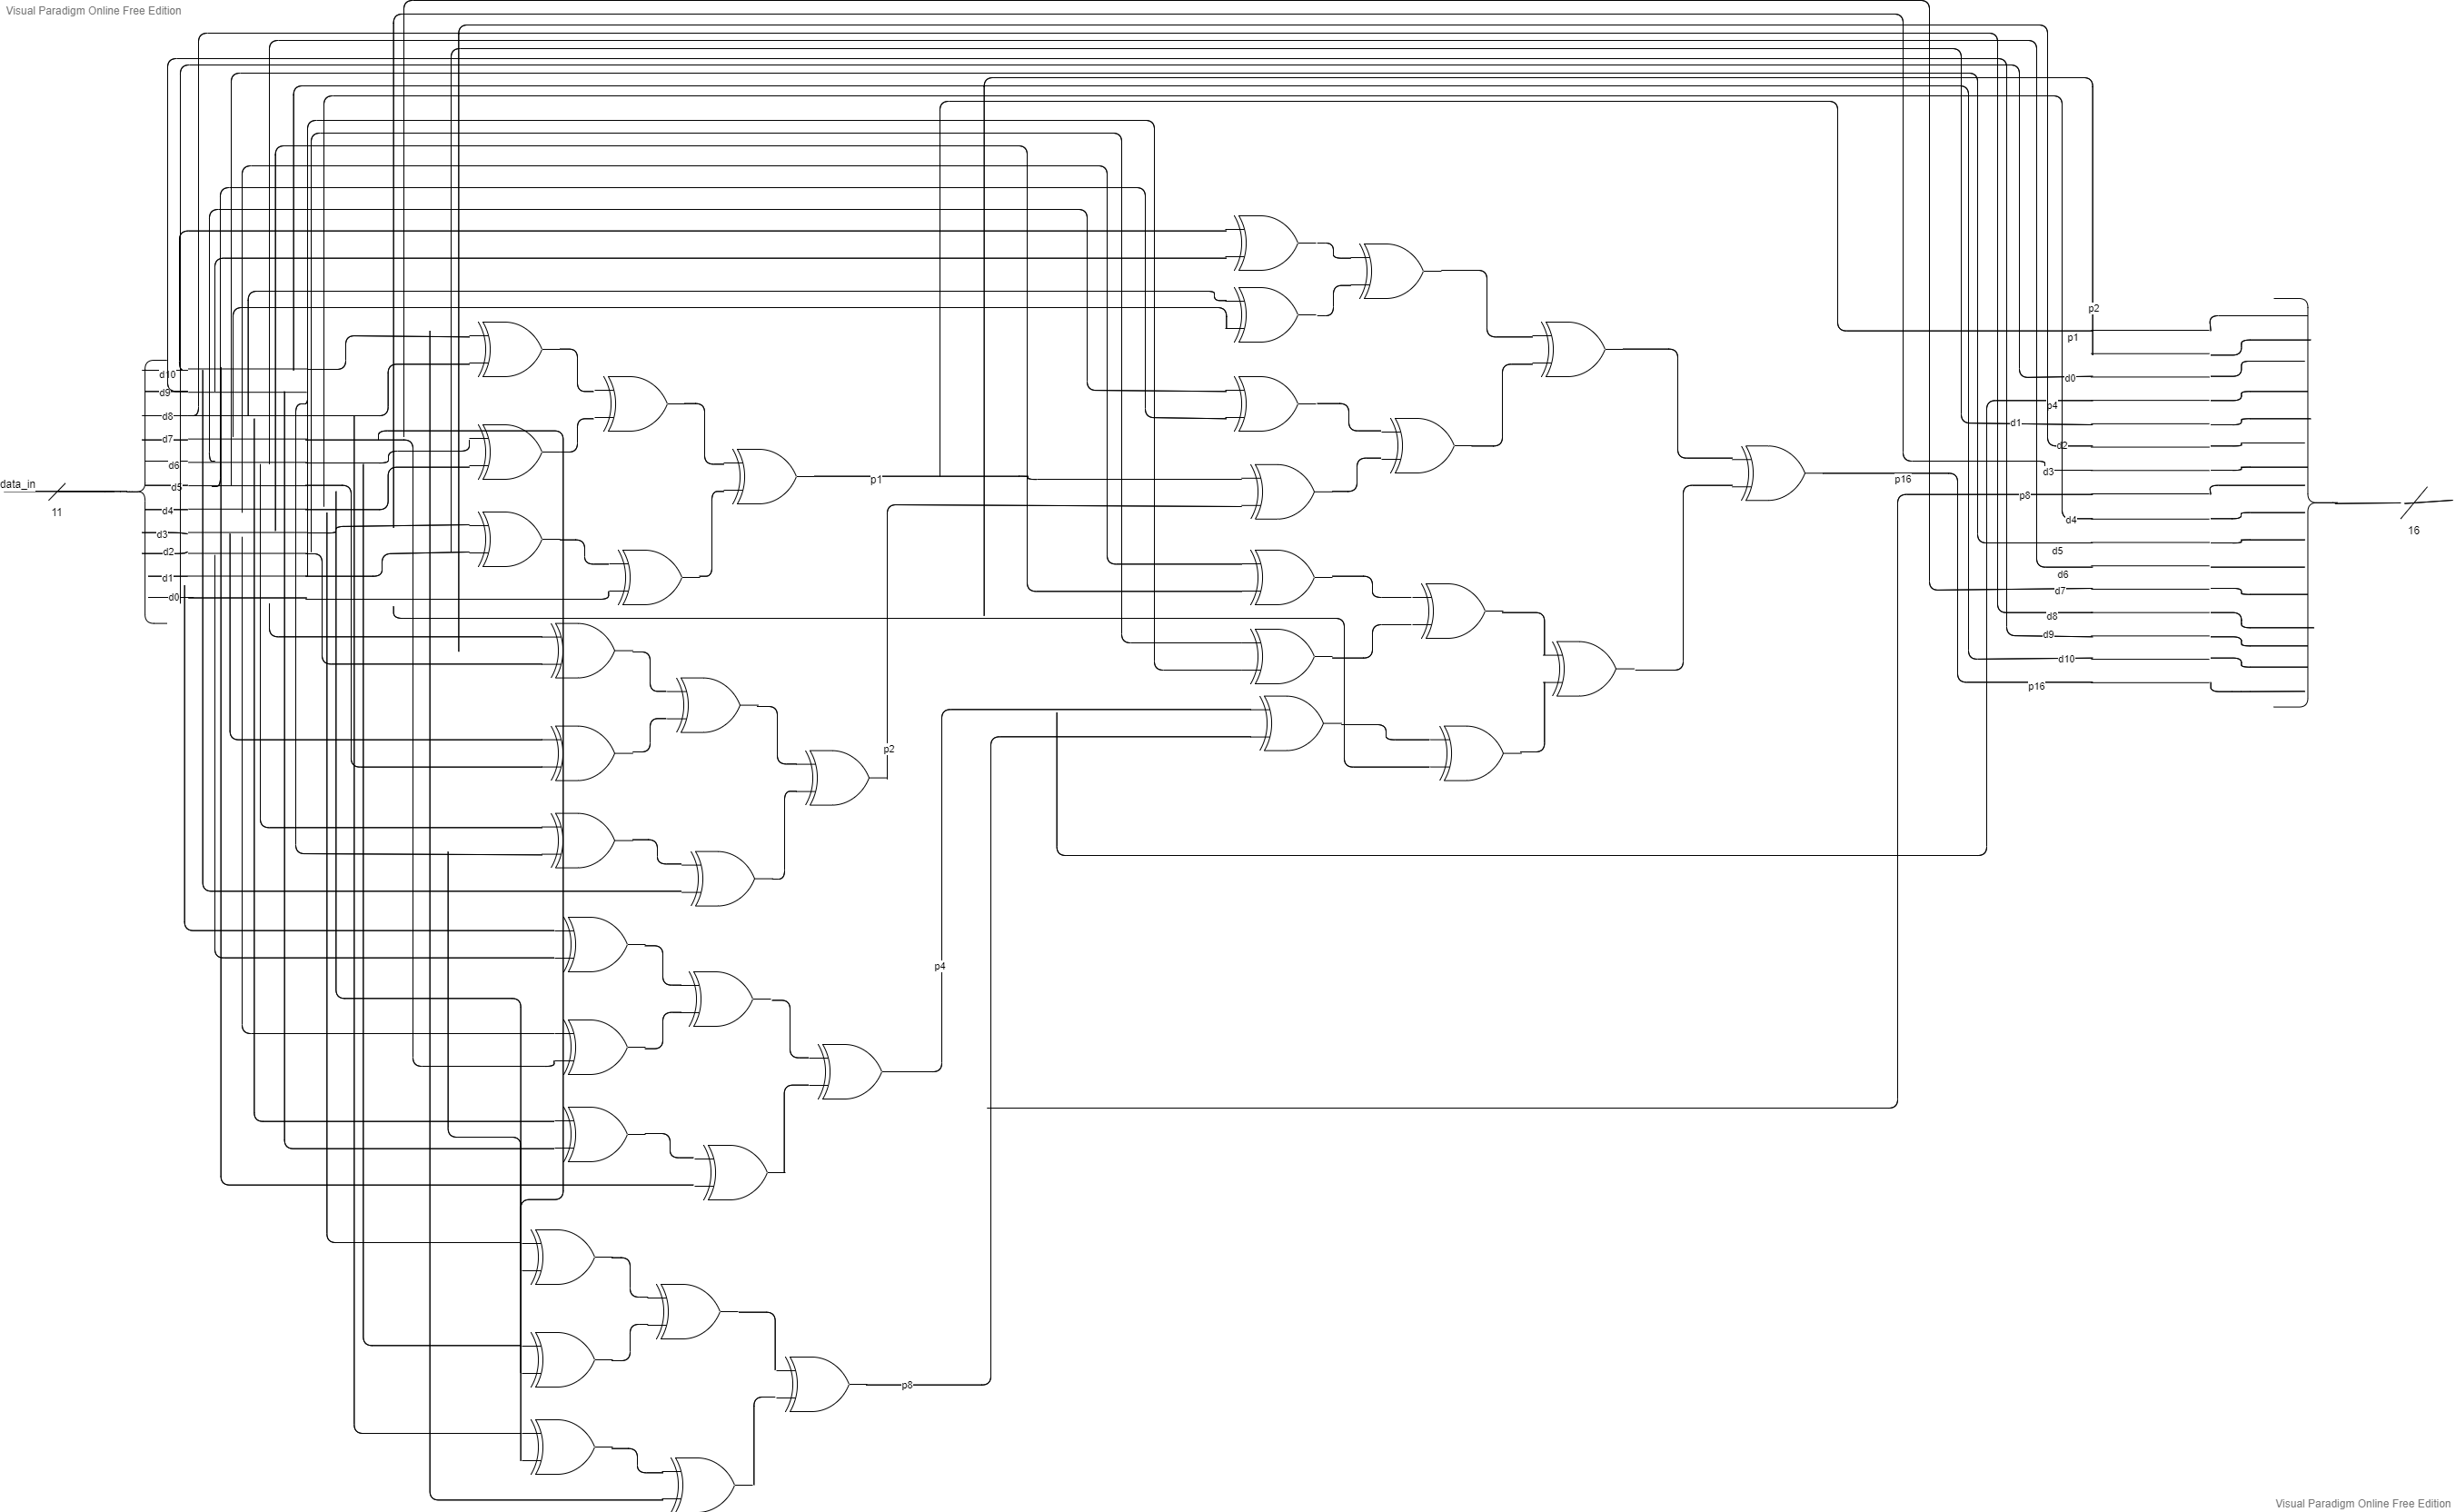 Visual Paradigm Online Free Edition
d10
d9
d8
d7
d6
d5
d4
d3
d2
d1
d0
data_in
11
p1
p2
p4
p8
p16
p2
p1
d0
p4
d1
d2
d3
p8
d4
d5
d6
d7
d8
d9
d10
p16
16
Visual Paradigm Online Free Edition